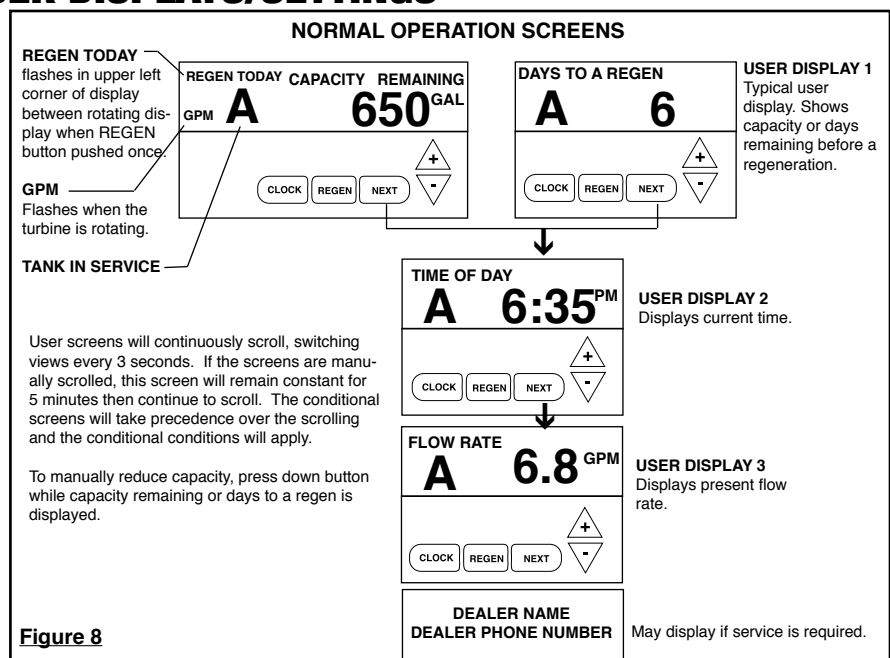 NORMAL OPERATION SCREENS
REGEN TODAY
flashes in upper left
corner of display
between rotating dis-
play when REGEN
button pushed once.
GPM
Flashes when the
turbine is rotating.
TANK IN SERVICE
REGEN TODAY CAPACITY REMAINING
GPM A 650 GAL
CLOCK REGEN NEXT + -
DAYS TO A REGEN
A 6
CLOCK REGEN NEXT + -
USER DISPLAY 1
Typical user
display. Shows
capacity or days
remaining before a
regeneration.
TIME OF DAY
A 6:35 PM
CLOCK REGEN NEXT + -
USER DISPLAY 2
Displays current time.
User screens will continuously scroll, switching
views every 3 seconds. If the screens are manu-
ally scrolled, this screen will remain constant for
5 minutes then continue to scroll. The conditional
screens will take precedence over the scrolling
and the conditional conditions will apply.
To manually reduce capacity, press down button
while capacity remaining or days to a regen is
displayed.
FLOW RATE
A 6.8 GPM
CLOCK REGEN NEXT + -
USER DISPLAY 3
Displays present flow
rate.
DEALER NAME
DEALER PHONE NUMBER
May display if service is required.
Figure 8